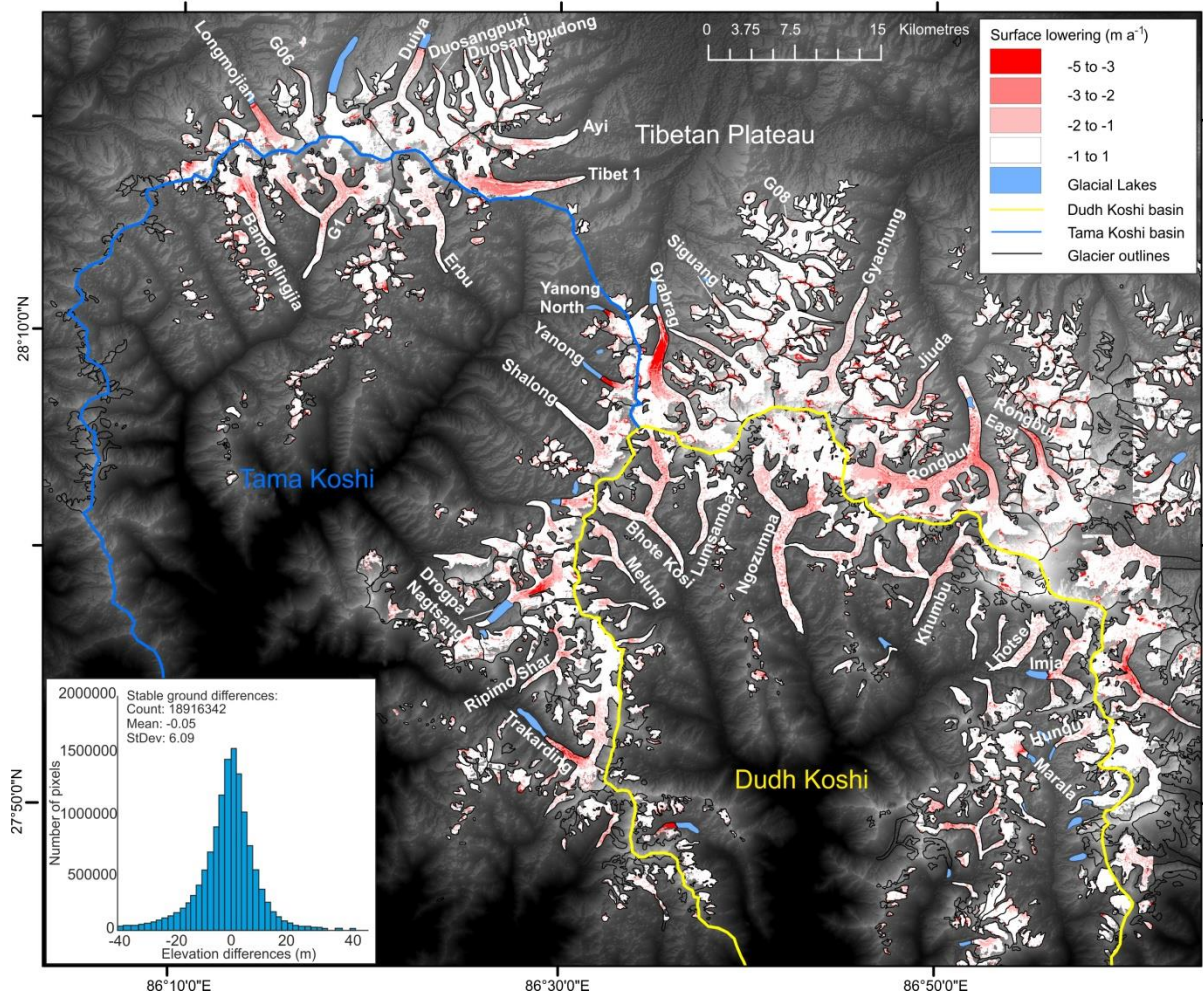 Longmojian
G06
Duiya
Duosangpuxi
Duosangpudong
0 3.75 7.5 15 Kilometres
Surface lowering (m a⁻¹)
-5 to -3
-3 to -2
-2 to -1
-1 to 1
Glacial Lakes
Dudh Koshi basin
Tama Koshi basin
Glacier outlines
Ayi
Tibetan Plateau
Tibet 1
Bamolelingjia
G1
Erbu
G08
Siguang
Gyabrag
Gyachung
Yanong
North
Yanong
Shalong
Jiuda
Rongbuk
East
Rongbuk
Tama Koshi
Bhote Kosi
Lumsamba
Melung
Ngozumpa
Khumbu
Drogpa
Nagtsang
Lhotse
Imja
Ripimo Shar
Trakarding
Hungu
Marala
Dudh Koshi
28°10'0"N
27°50'0"N
2000000
1500000
1000000
500000
0
Number of pixels
Stable ground differences:
Count: 18916342
Mean: -0.05
StDev: 6.09
-40 -20 0 20 40
Elevation differences (m)
86°10'0"E 86°30'0"E 86°50'0"E